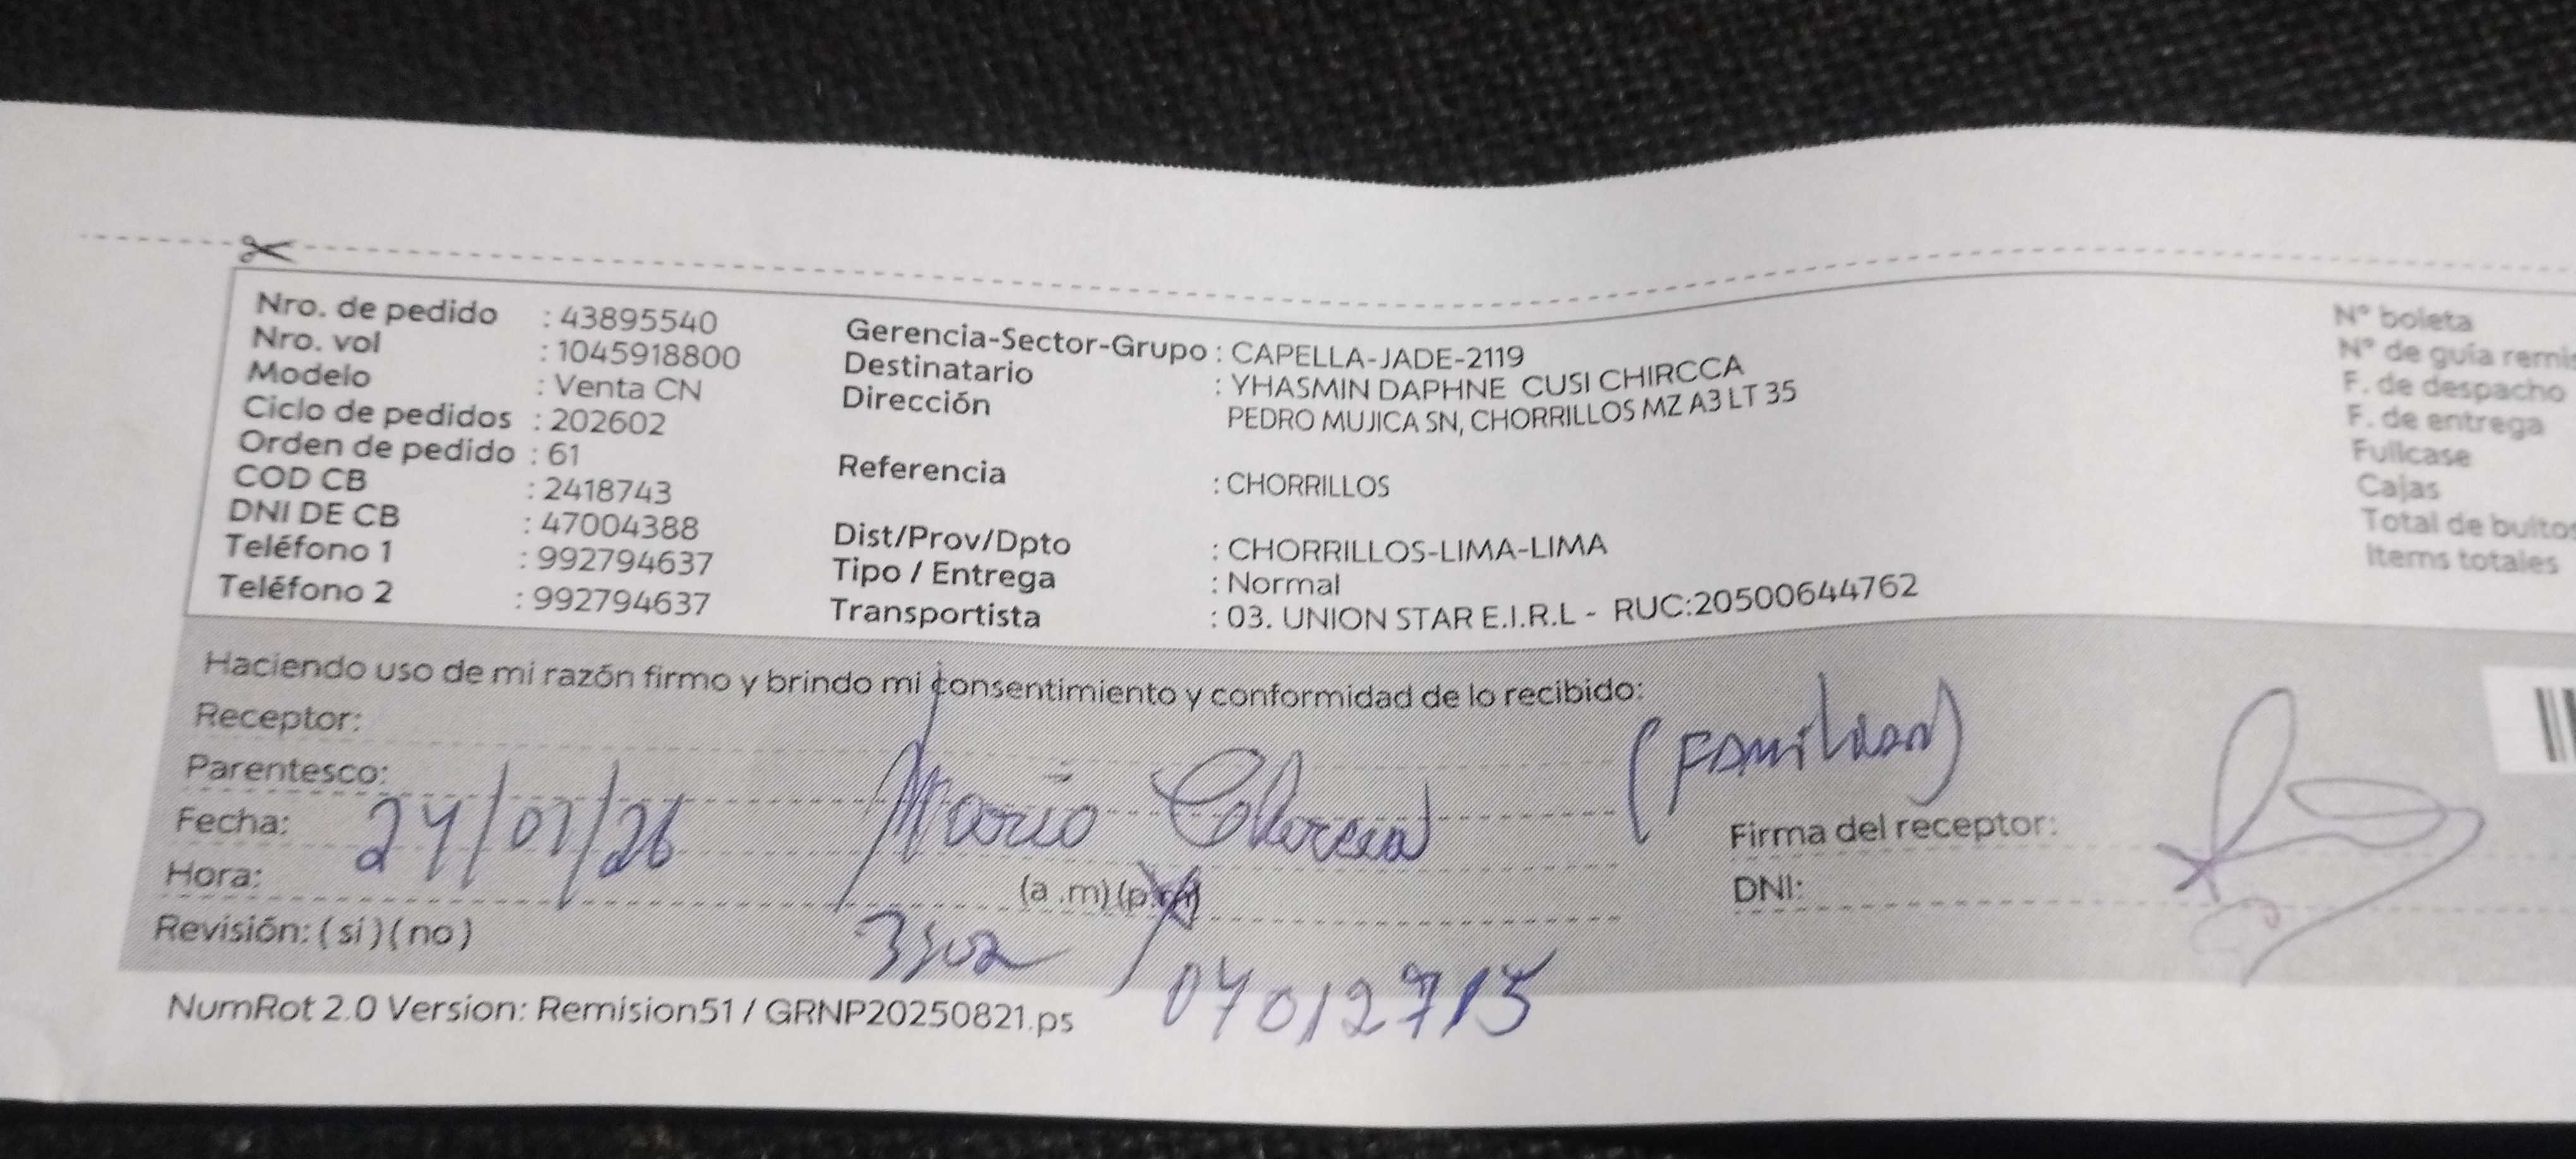 Nro. de pedido : 43895540
Nro. vol : 1045918800
Modelo : Venta CN
Ciclo de pedidos : 202602
Orden de pedido : 61
COD CB : 2418743
DNI DE CB : 47004388
Teléfono 1 : 992794637
Teléfono 2 : 992794637
Gerencia-Sector-Grupo : CAPELLA-JADE-2119
Destinatario : YHASMIN DAPHNE CUSI CHIRCCA
Dirección PEDRO MUJICA SN, CHORRILLOS MZ A3 LT 35
Referencia : CHORRILLOS
Dist/Prov/Dpto : CHORRILLOS-LIMA-LIMA
Tipo / Entrega : Normal
Transportista : 03. UNION STAR E.I.R.L - RUC:20500644762
N° boleta
N° de guía
F. de despacho
F. de entrega
Fullcase
Cajas
Total de bultos
Items totales
Haciendo uso de mi razón firmo y brindo mi consentimiento y conformidad de lo recibido:
Receptor:
Parentesco:
Fecha: 24/01/26 Mario
(Familiar)
Hora: (a .m) (p.m)
Revisión: ( si ) ( no )
Firma del receptor:
DNI:
07012715
NumRot 2.0 Version: Remision51 / GRNP20250821.ps